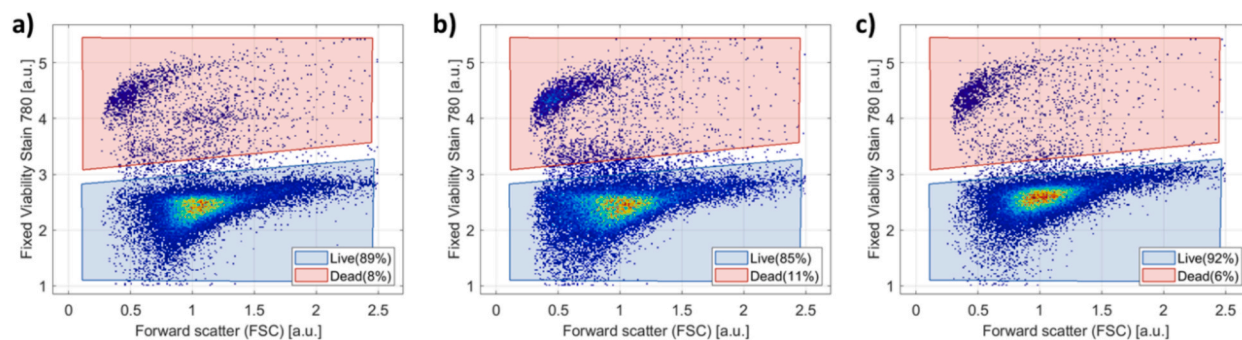 a)
Fixed Viability Stain 780 [a.u.]
5
4
3
2
1
0
0.5
1
1.5
2
2.5
Forward scatter (FSC) [a.u.]
Live(89%)
Dead(8%)
b)
Fixed Viability Stain 780 [a.u.]
5
4
3
2
1
0
0.5
1
1.5
2
2.5
Forward scatter (FSC) [a.u.]
Live(85%)
Dead(11%)
c)
Fixed Viability Stain 780 [a.u.]
5
4
3
2
1
0
0.5
1
1.5
2
2.5
Forward scatter (FSC) [a.u.]
Live(92%)
Dead(6%)